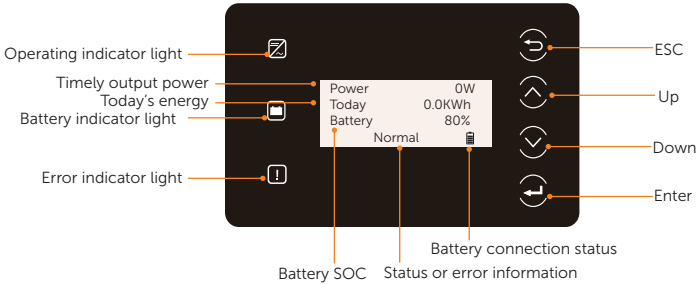 Operating indicator light
Timely output power
Today's energy
Battery indicator light
Error indicator light
Power 0W
Today 0.0KWh
Battery 80%
Normal
ESC
Up
Down
Enter
Battery connection status
Battery SOC
Status or error information